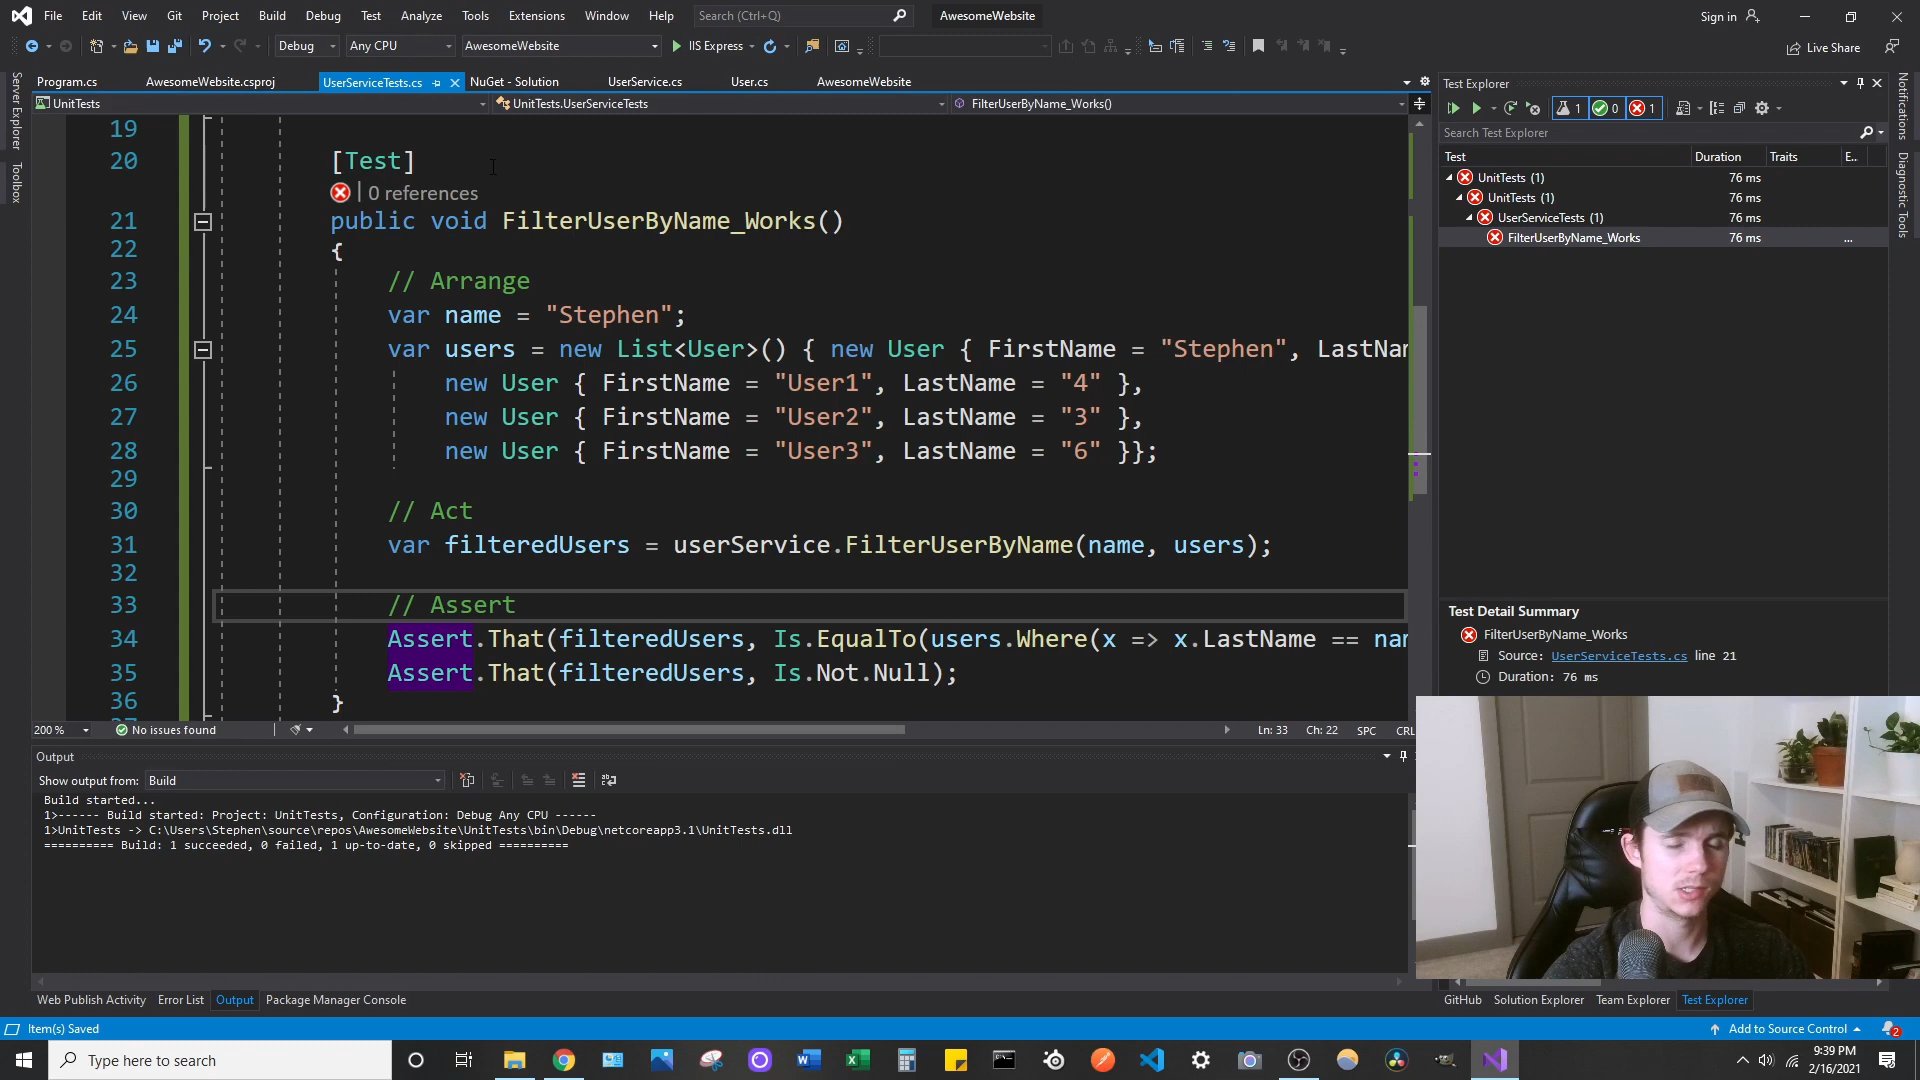 File Edit View Git Project Build Debug Test Analyze Tools Extensions Window Help Search (Ctrl+Q) AwesomeWebsite Sign in
Debug Any CPU AwesomeWebsite IIS Express Live Share
Server Explorer
Toolbox
Program.cs AwesomeWebsite.csproj UserServiceTests.cs NuGet - Solution UserService.cs User.cs AwesomeWebsite
UnitTests UnitTests.UserServiceTests FilterUserByName_Works()
19
20 [Test]
0 references
21 public void FilterUserByName_Works()
22 {
23 // Arrange
24 var name = "Stephen";
25 var users = new List<User>() { new User { FirstName = "Stephen", LastNam
26 new User { FirstName = "User1", LastName = "4" },
27 new User { FirstName = "User2", LastName = "3" },
28 new User { FirstName = "User3", LastName = "6" }};
29
30 // Act
31 var filteredUsers = userService.FilterUserByName(name, users);
32
33 // Assert
34 Assert.That(filteredUsers, Is.EqualTo(users.Where(x => x.LastName == nam
35 Assert.That(filteredUsers, Is.Not.Null);
36 }
200 % No issues found Ln: 33 Ch: 22 SPC CRL
Output
Show output from: Build
Build started...
1>------ Build started: Project: UnitTests, Configuration: Debug Any CPU ------
1>UnitTests -> C:\Users\Stephen\source\repos\AwesomeWebsite\UnitTests\bin\Debug\netcoreapp3.1\UnitTests.dll
========== Build: 1 succeeded, 0 failed, 1 up-to-date, 0 skipped ==========
Web Publish Activity Error List Output Package Manager Console
Test Explorer
1 0 1
Search Test Explorer
Test Duration Traits E..
UnitTests (1) 76 ms
UnitTests (1) 76 ms
UserServiceTests (1) 76 ms
FilterUserByName_Works 76 ms ...
Test Detail Summary
FilterUserByName_Works
Source: UserServiceTests.cs line 21
Duration: 76 ms
Notifications
Diagnostic Tools
GitHub Solution Explorer Team Explorer Test Explorer
Item(s) Saved Add to Source Control 2
Type here to search
9:39 PM
2/16/2021